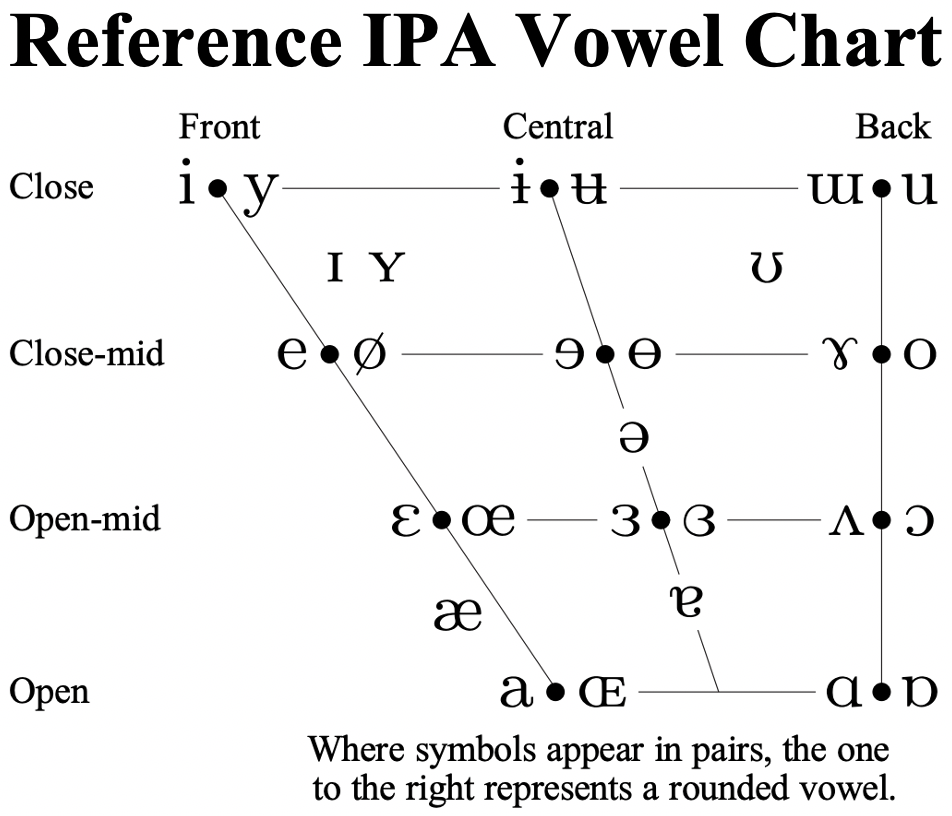 Reference IPA Vowel Chart
Front Central Back
Close i y ɨ ʉ ɯ u
ɪ ʏ ʊ
Close-mid e ø ɘ ɵ ɤ o
ə
Open-mid ɛ œ ɜ ɞ ʌ ɔ
æ ɐ
Open a ɶ ɑ ɒ
Where symbols appear in pairs, the one
to the right represents a rounded vowel.